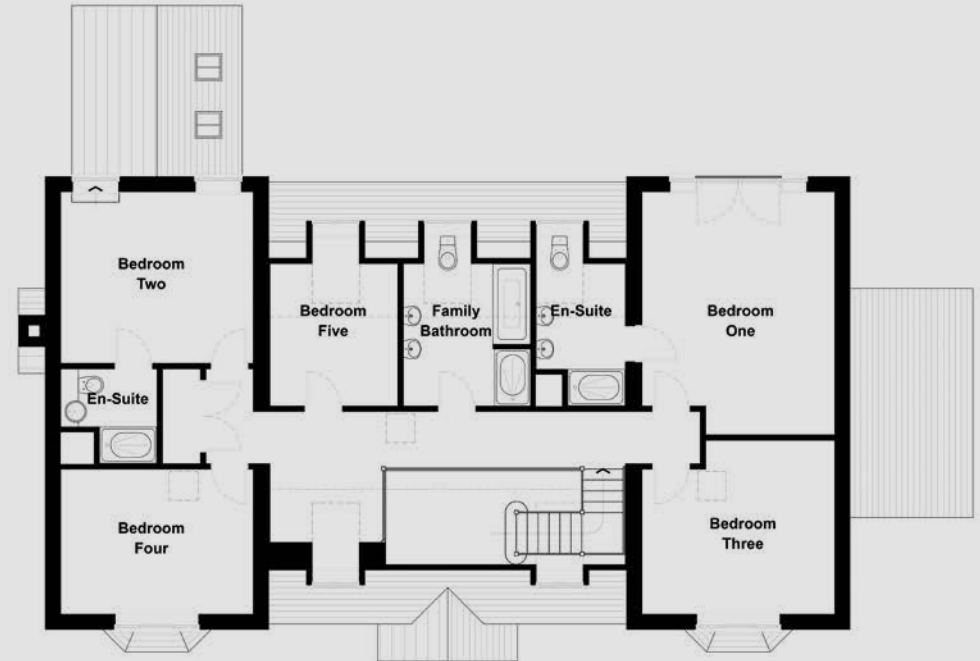 Bedroom
Two
Bedroom
Five
Family
Bathroom
En-Suite
Bedroom
One
En-Suite
Bedroom
Four
Bedroom
Three